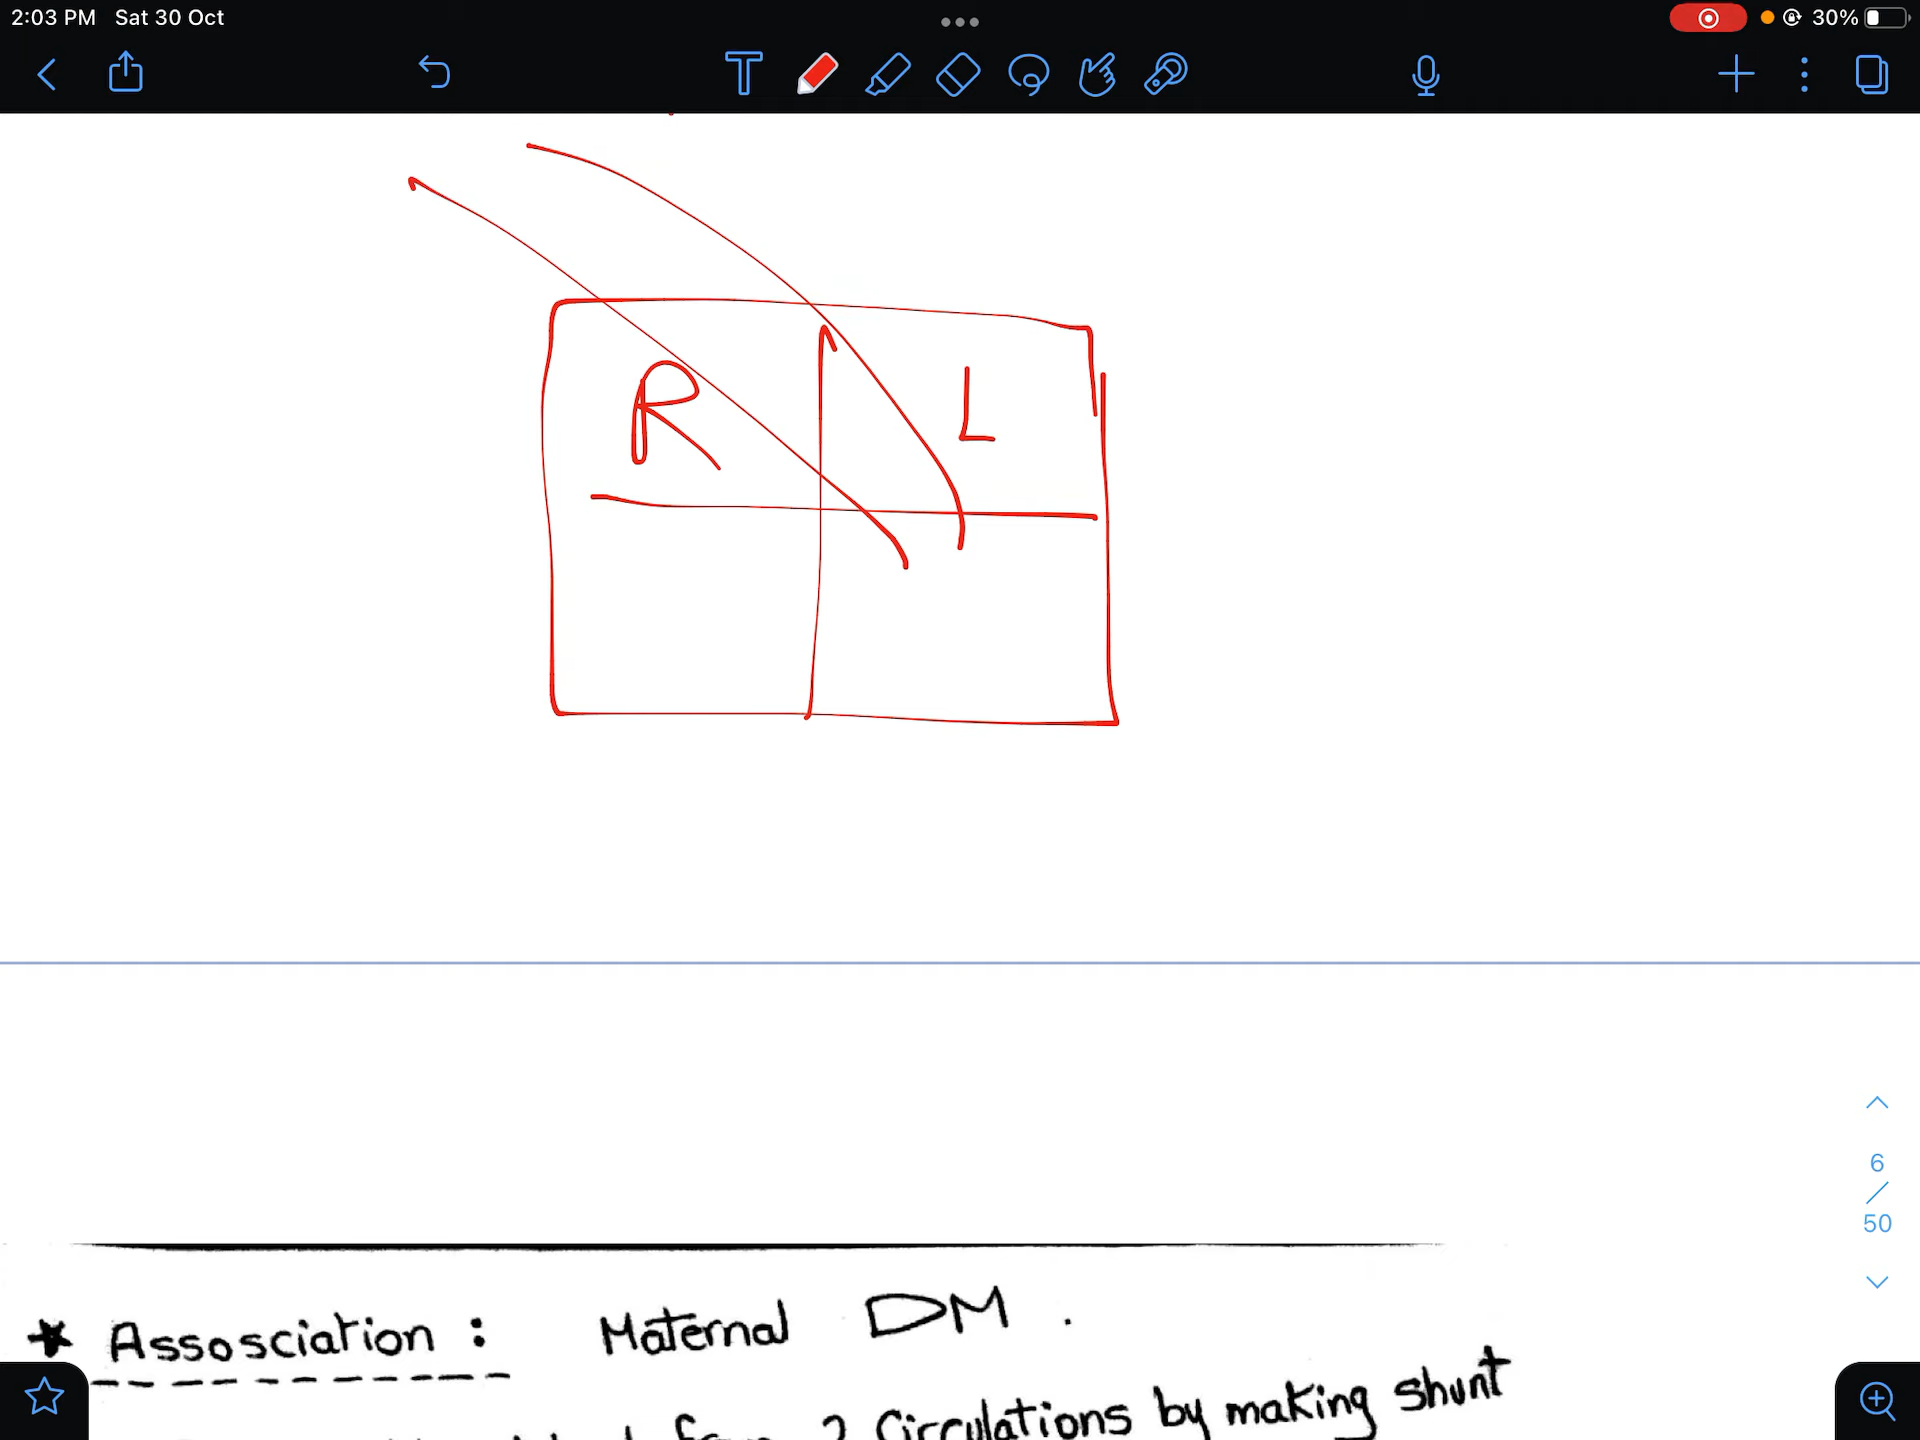 2:03 PM Sat 30 Oct 30%
T
R L
6
/
50
* Assosciation : Maternal DM .
2 Circulations by making shunt